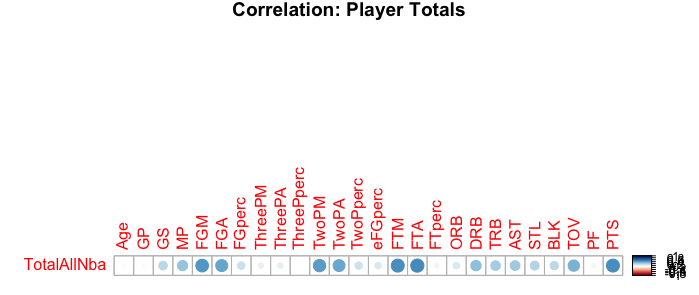 Correlation: Player Totals
Age
GP
GS
MP
FGM
FGA
FGperc
ThreePM
ThreePA
ThreePperc
TwoPM
TwoPA
TwoPperc
eFGperc
FTM
FTA
FTperc
ORB
DRB
TRB
AST
STL
BLK
TOV
PF
PTS
TotalAllNba